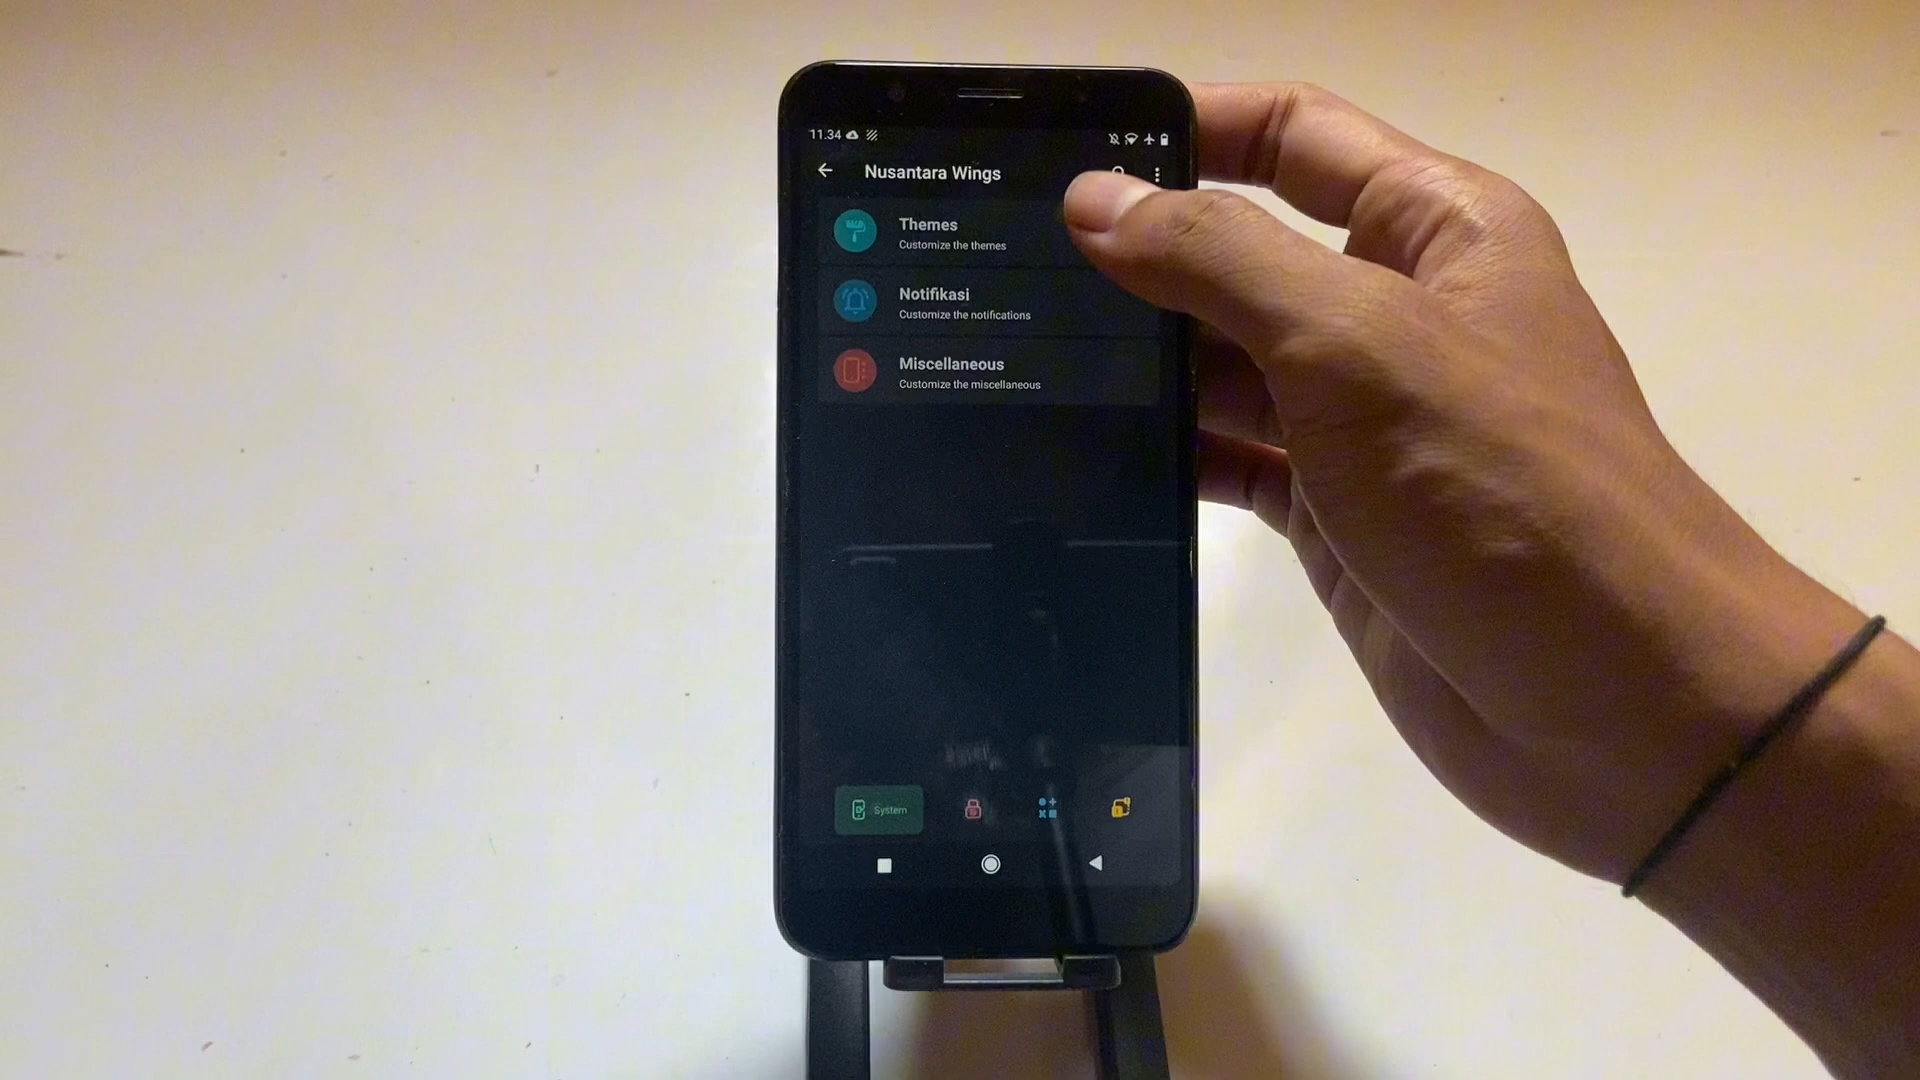 11.34
Nusantara Wings
Themes
Customize the themes
Notifikasi
Customize the notifications
Miscellaneous
Customize the miscellaneous
System